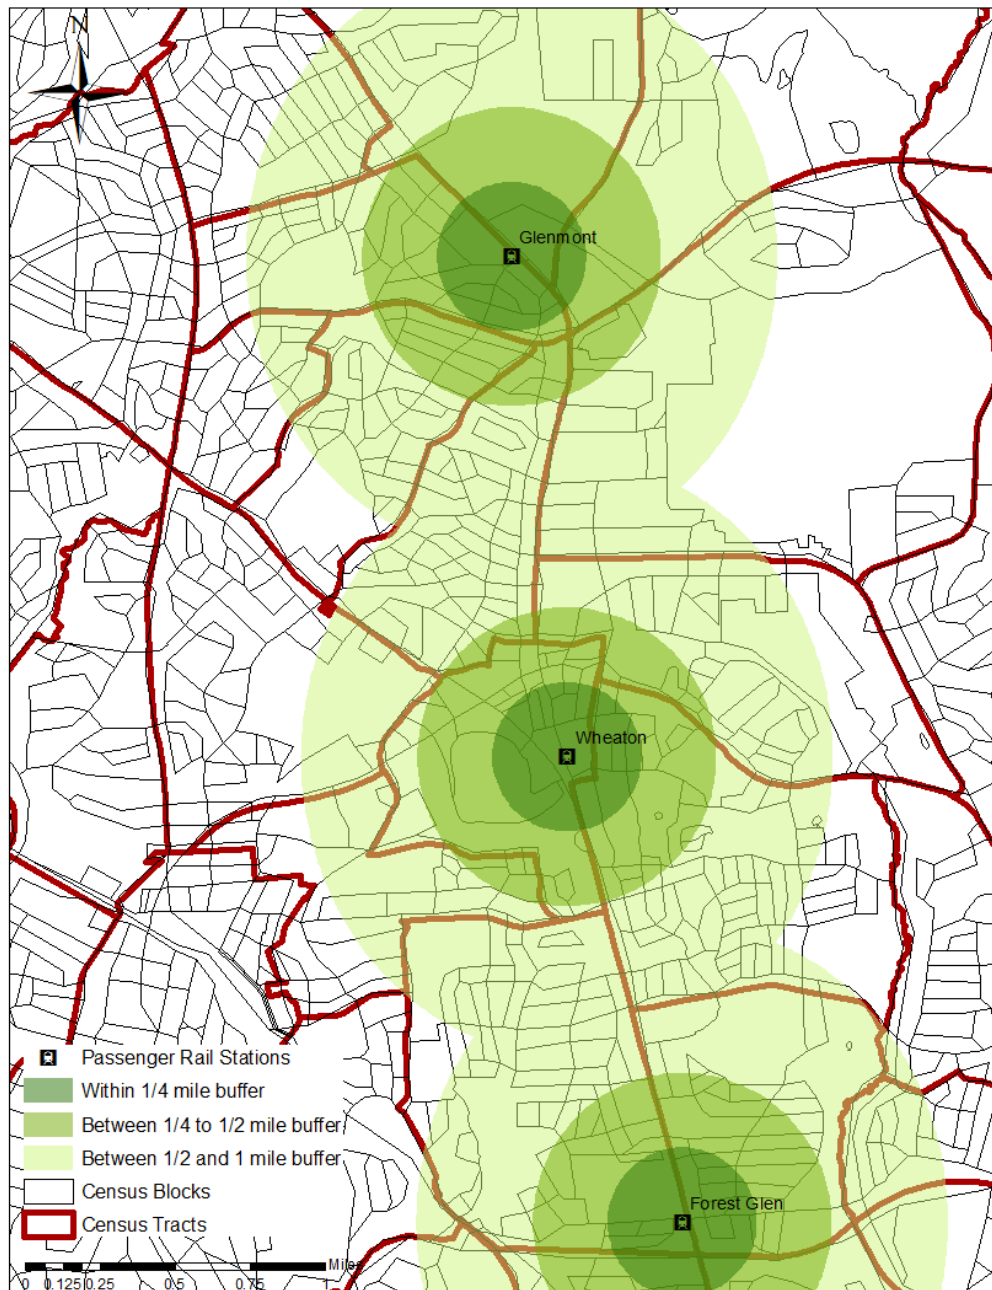 N
Glenmont
Wheaton
Forest Glen
Passenger Rail Stations
Within 1/4 mile buffer
Between 1/4 to 1/2 mile buffer
Between 1/2 and 1 mile buffer
Census Blocks
Census Tracts
Miles
0 0.125 0.25 0.5 0.75 1